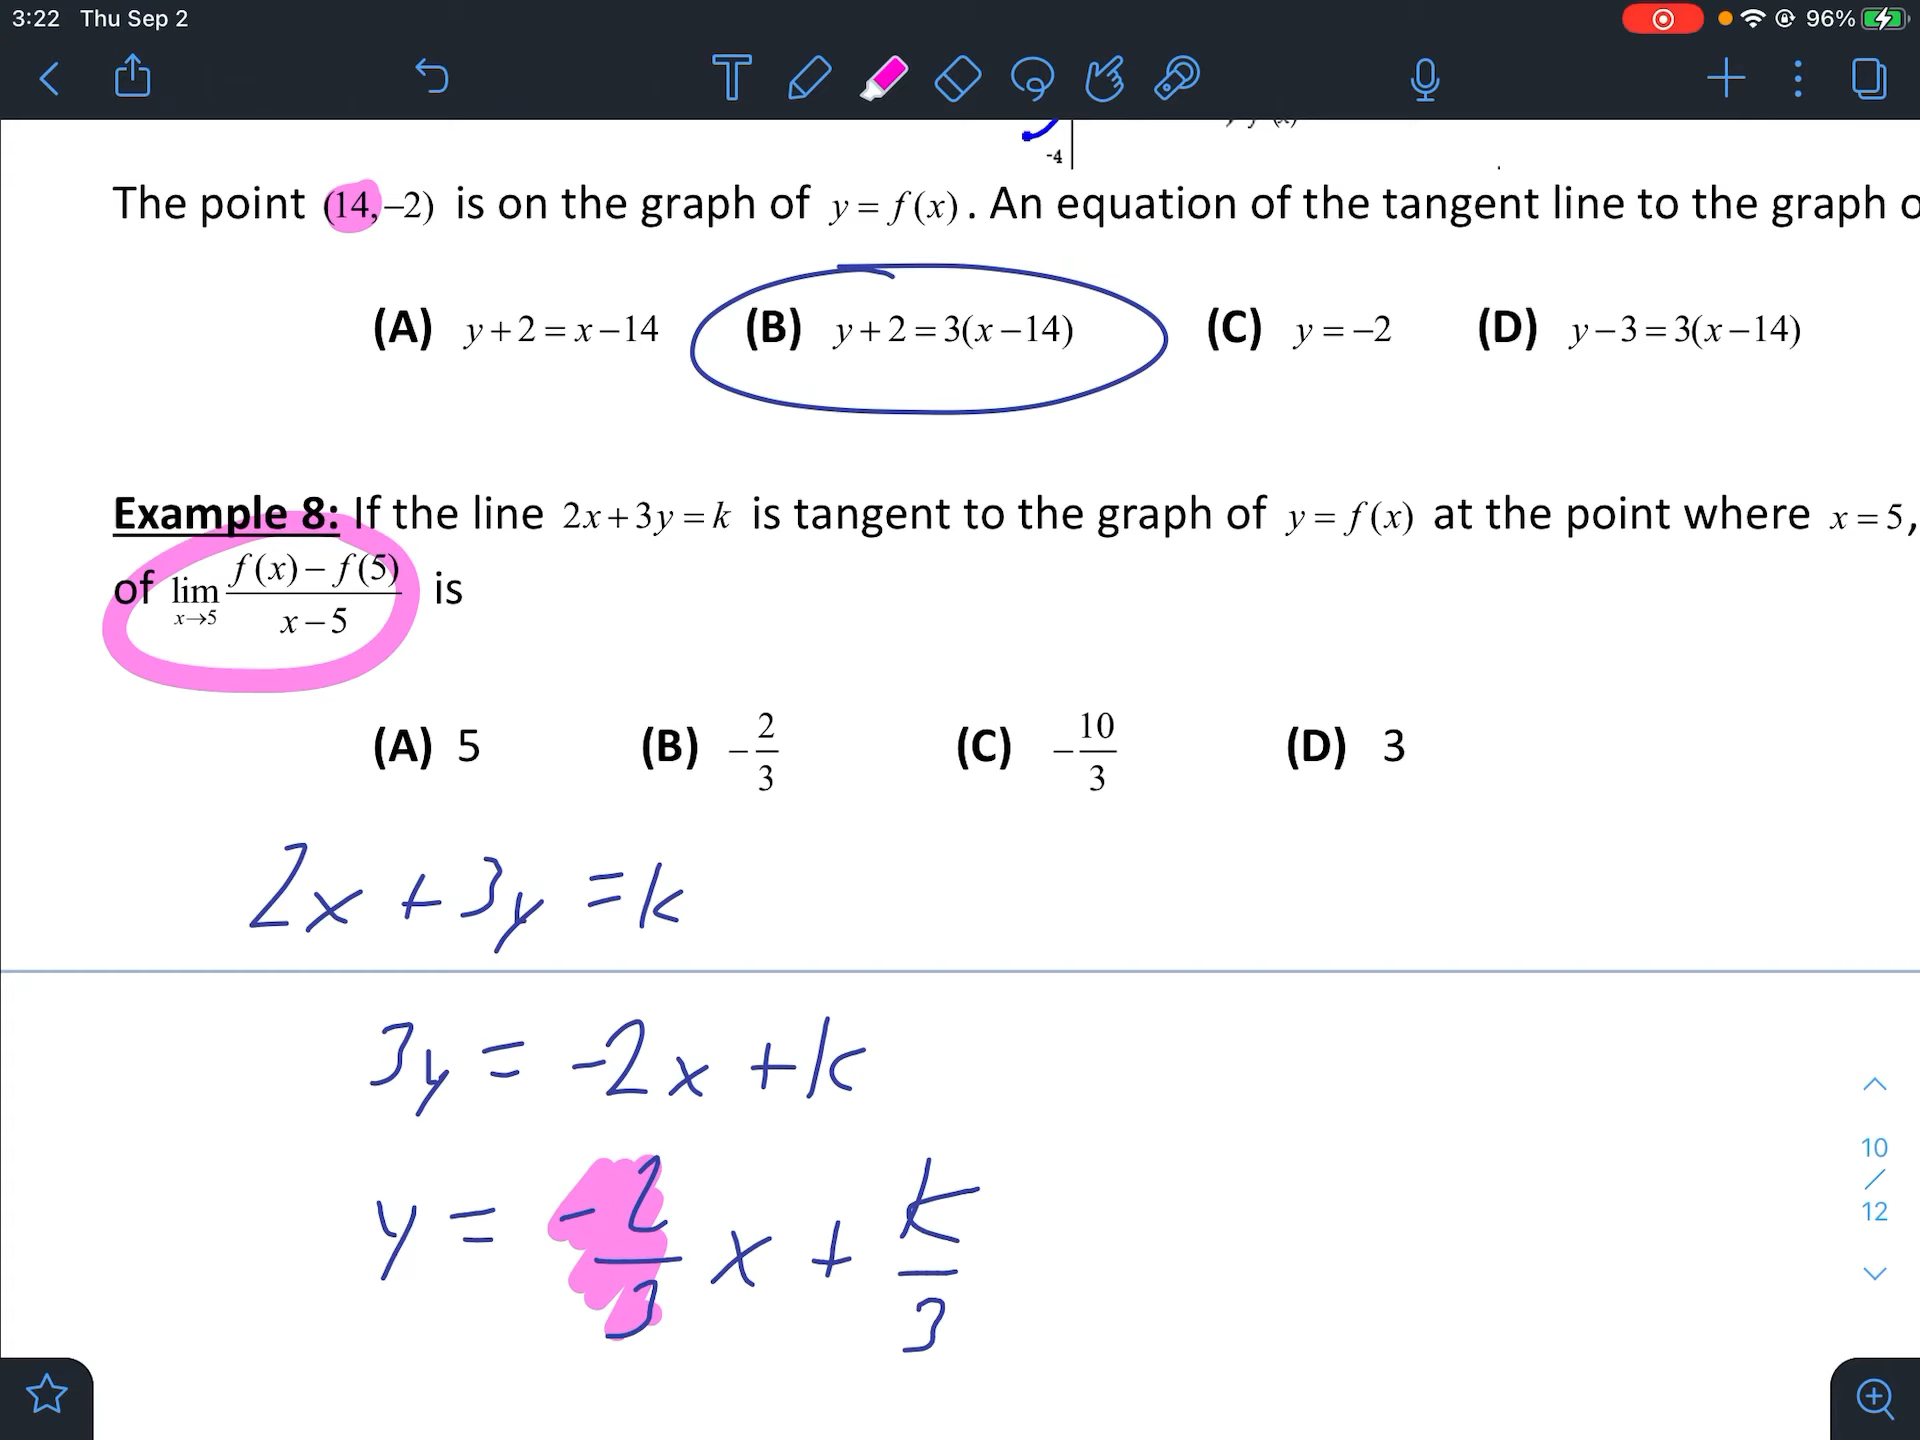 3:22 Thu Sep 2
96%
-4
The point (14,–2) is on the graph of y = f(x). An equation of the tangent line to the graph o
(A) y+2 = x−14 (B) y+2 = 3(x−14) (C) y = −2 (D) y−3 = 3(x−14)
Example 8: If the line 2x+3y = k is tangent to the graph of y = f(x) at the point where x = 5,
of lim x→5 f(x) − f(5) / x − 5 is
(A) 5 (B) −2/3 (C) −10/3 (D) 3
2x + 3y = k
3y = -2x + k
y = -2/3 x + k/3
10
/
12